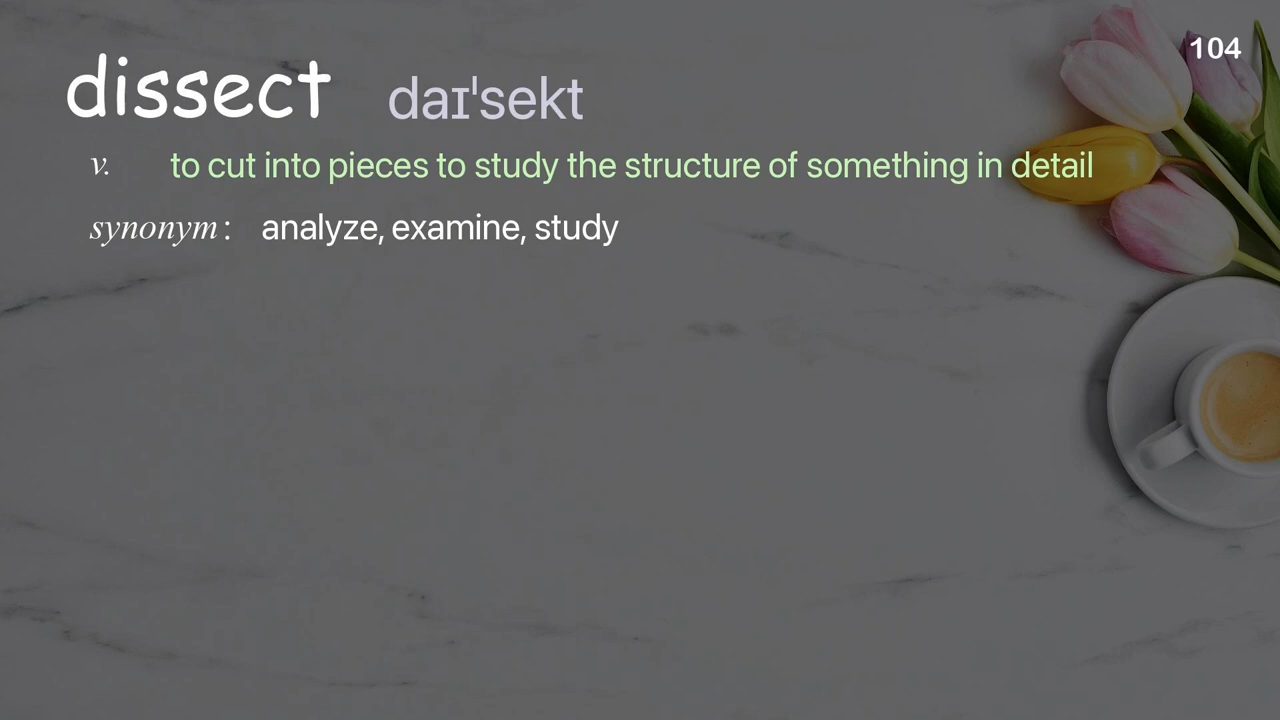 104
dissect daɪˈsekt
v. to cut into pieces to study the structure of something in detail
synonym: analyze, examine, study